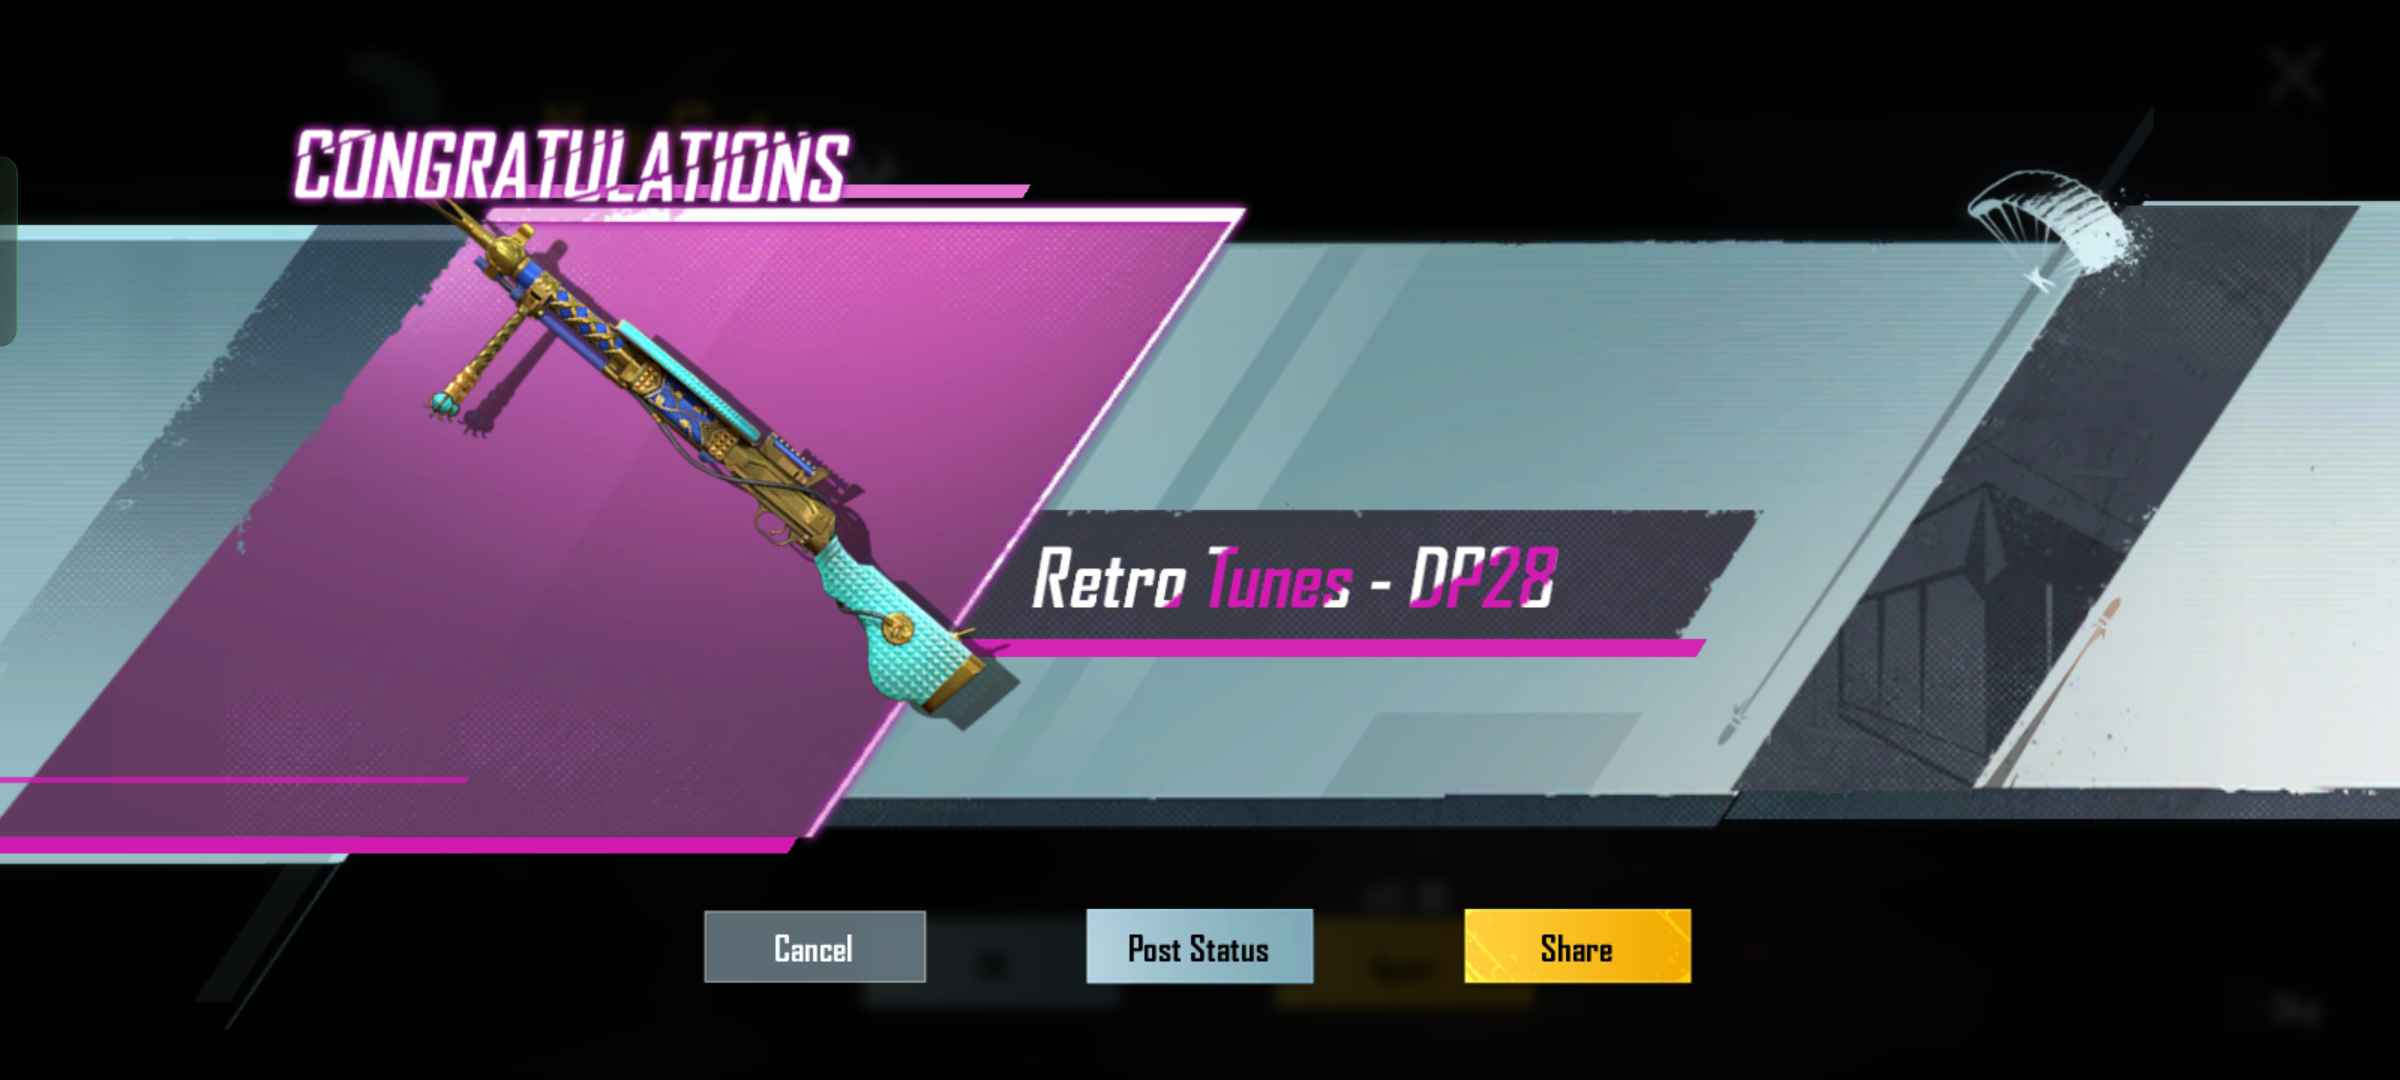 CONGRATULATIONS
Retro Tunes - DP28
Cancel
Post Status
Share